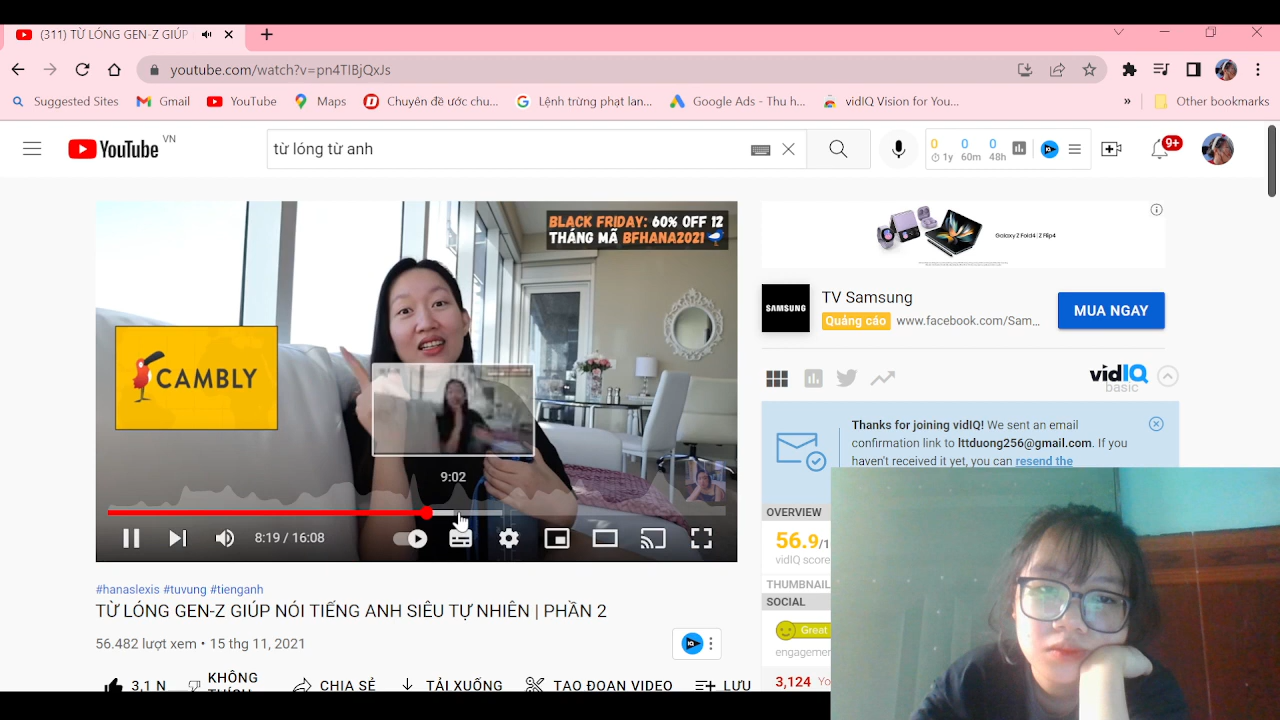 (311) TỪ LÓNG GEN-Z GIÚP
youtube.com/watch?v=pn4TIBjQxJs
Suggested Sites
Gmail
YouTube
Maps
Chuyên đề ước chu...
Lệnh trừng phạt lan...
Google Ads - Thu h...
vidIQ Vision for You...
»
Other bookmarks
YouTube VN
từ lóng từ anh
0 0 0
1y 60m 48h
9+
BLACK FRIDAY: 60% OFF 12
THÁNG MÃ BFHANA2021
CAMBLY
9:02
8:19 / 16:08
#hanaslexis #tuvung #tienganh
TỪ LÓNG GEN-Z GIÚP NÓI TIẾNG ANH SIÊU TỰ NHIÊN | PHẦN 2
56.482 lượt xem • 15 thg 11, 2021
3,1 N
KHÔNG
THÍCH
CHIA SẺ
TẢI XUỐNG
TẠO ĐOẠN VIDEO
LƯU
Galaxy Z Fold4 | Z Flip4
SAMSUNG
TV Samsung
Quảng cáo www.facebook.com/Sam...
MUA NGAY
vidIQ
basic
Thanks for joining vidIQ! We sent an email
confirmation link to lttduong256@gmail.com. If you
haven't received it yet, you can resend the
OVERVIEW
56.9/1
vidIQ score
THUMBNAIL
SOCIAL
Great
engagemen
3,124 Yo